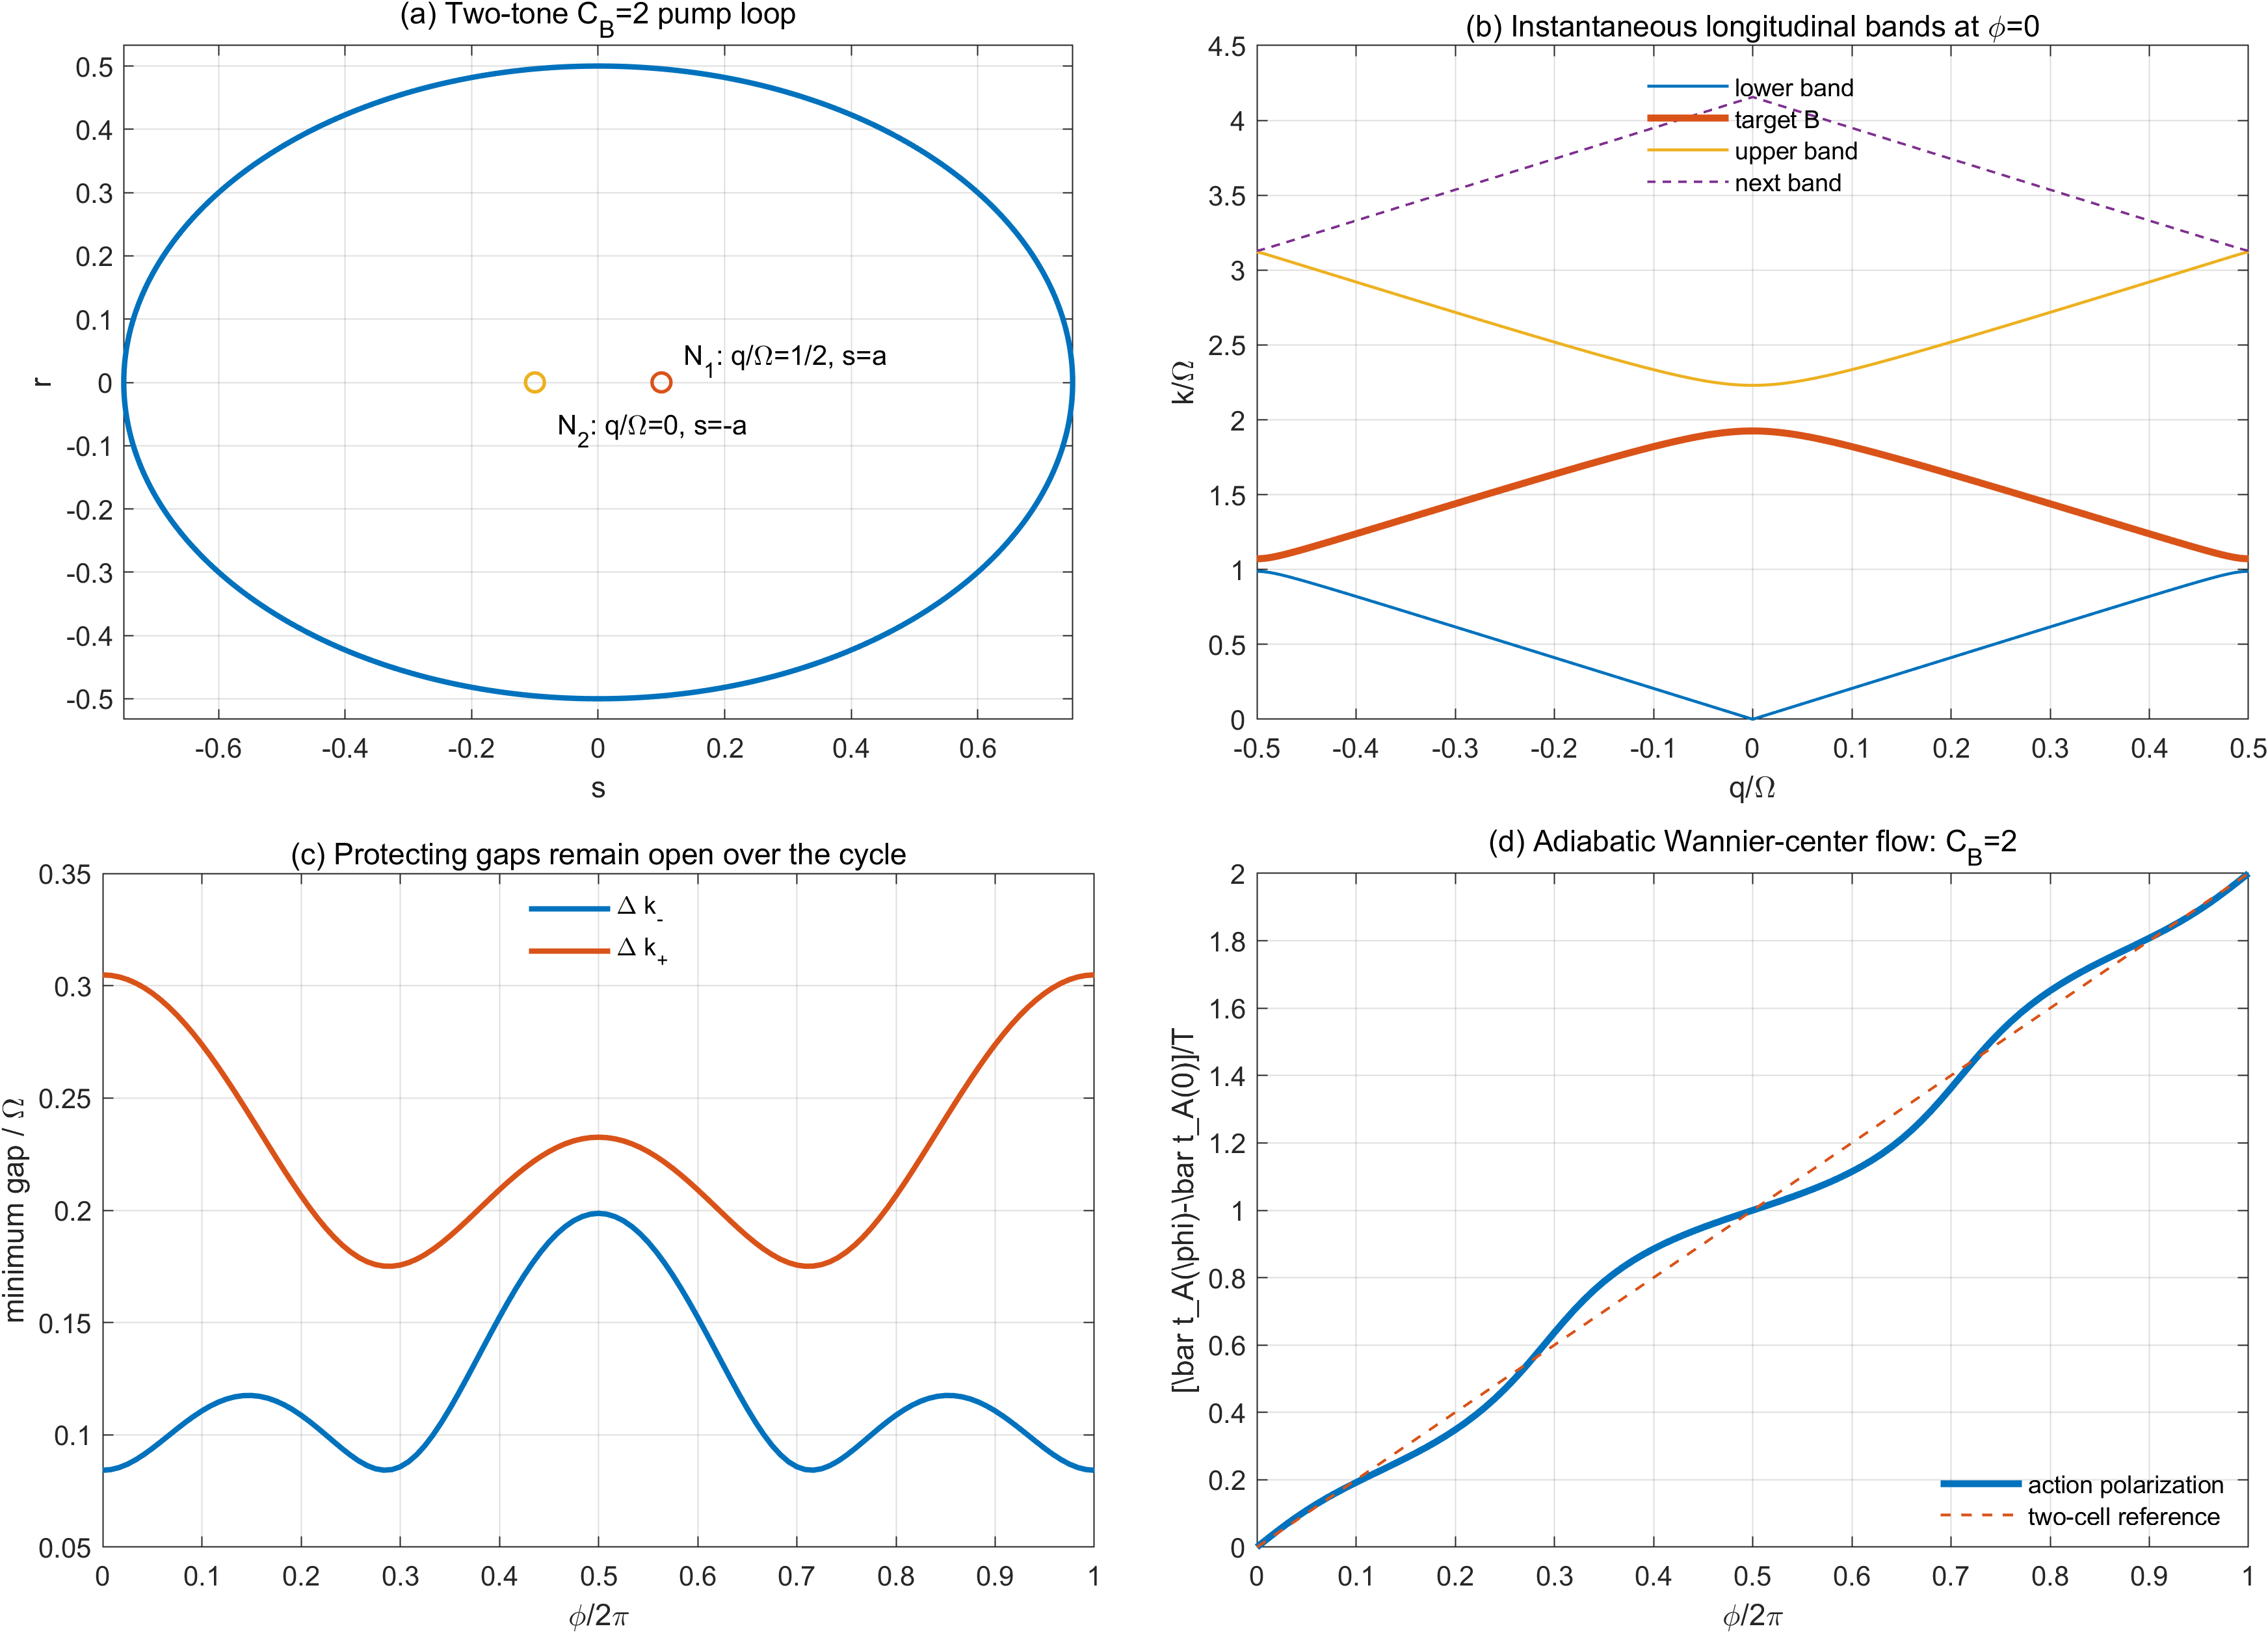 (a) Two-tone C_B=2 pump loop
0.5
0.4
0.3
0.2
0.1
0
-0.1
-0.2
-0.3
-0.4
-0.5
r
N_1: q/Ω=1/2, s=a
N_2: q/Ω=0, s=-a
-0.6 -0.4 -0.2 0 0.2 0.4 0.6
s
(b) Instantaneous longitudinal bands at ϕ=0
4.5
4
3.5
3
2.5
2
1.5
1
0.5
0
k/Ω
lower band
target B
upper band
next band
-0.5 -0.4 -0.3 -0.2 -0.1 0 0.1 0.2 0.3 0.4 0.5
q/Ω
(c) Protecting gaps remain open over the cycle
0.35
0.3
0.25
0.2
0.15
0.1
0.05
minimum gap / Ω
Δ k_-
Δ k_+
0 0.1 0.2 0.3 0.4 0.5 0.6 0.7 0.8 0.9 1
ϕ/2π
(d) Adiabatic Wannier-center flow: C_B=2
2
1.8
1.6
1.4
1.2
1
0.8
0.6
0.4
0.2
0
[\bar t_A(\phi)-\bar t_A(0)]/T
action polarization
two-cell reference
0 0.1 0.2 0.3 0.4 0.5 0.6 0.7 0.8 0.9 1
ϕ/2π